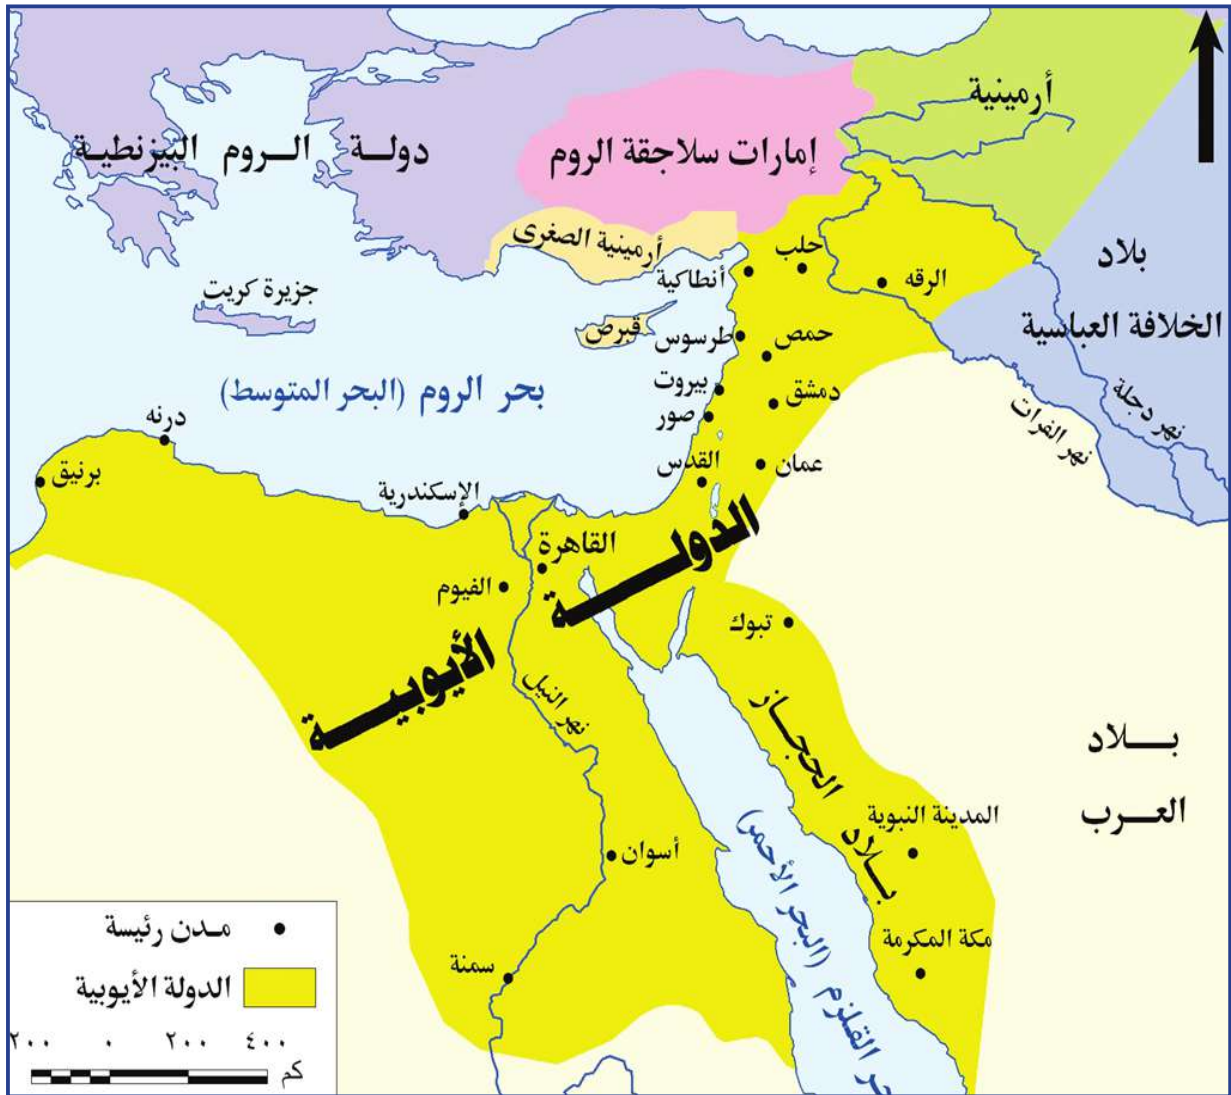 أرمينية
دولة الروم البيزنطية
إمارات سلاجقة الروم
أرمينية الصغرى
حلب
أنطاكية
الرقه
بلاد
الخلافة العباسية
جزيرة كريت
قبرص
طرسوس
حمص
بحر الروم (البحر المتوسط)
بيروت
دمشق
صور
نهر دجلة
نهر الفرات
درنه
برنيق
القدس
عمان
الإسكندرية
القاهرة
الفيوم
الدولة
الأيوبية
تبوك
نهر النيل
بلاد الحجاز
بلاد
العرب
المدينة النبوية
أسوان
مكة المكرمة
سمنة
بحر القلزم (البحر الأحمر)
مدن رئيسة
الدولة الأيوبية
٢٠٠ ٠ ٢٠٠ ٤٠٠
كم